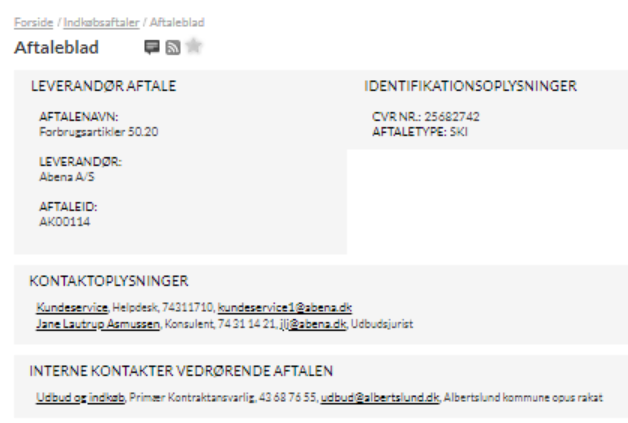 Forside / Indkøbsaftaler / Aftaleblad
Aftaleblad
LEVERANDØR AFTALE
AFTALENAVN:
Forbrugsartikler 50.20
LEVERANDØR:
Abena A/S
AFTALEID:
AK00114
IDENTIFIKATIONSOPLYSNINGER
CVR NR.: 25682742
AFTALETYPE: SKI
KONTAKTOPLYSNINGER
Kundeservice, Helpdesk, 74311710, kundeservice1@abena.dk
Jane Lautrup Asmussen, Konsulent, 74 31 14 21, jlj@abena.dk, Udbudsjurist
INTERNE KONTAKTER VEDRØRENDE AFTALEN
Udbud og indkøb, Primær Kontraktansvarlig, 43 68 76 55, udbud@albertslund.dk, Albertslund kommune opus rakat